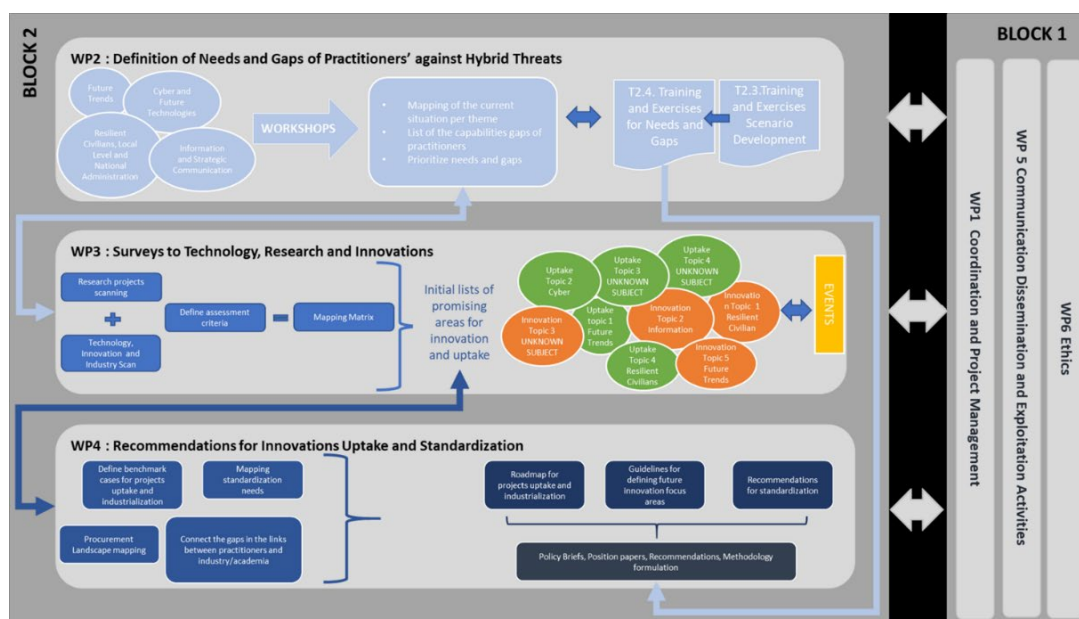 BLOCK 2
WP2 : Definition of Needs and Gaps of Practitioners' against Hybrid Threats
Future
Trends
Cyber and
Future
Technologies
Resilient
Civilians, Local
Level and
National
Administration
Information
and Strategic
Communication
WORKSHOPS
• Mapping of the current
situation per theme
• List of the capabilities gaps of
practitioners
• Prioritize needs and gaps
T2.4. Training
and Exercises
for Needs and
Gaps
T2.3.Training
and Exercises
Scenario
Development
WP3 : Surveys to Technology, Research and Innovations
Research projects
scanning
Technology,
Innovation and
Industry Scan
Define assessment
criteria
Mapping Matrix
Initial lists of
promising
areas for
innovation
and uptake
Uptake
Topic 2
Cyber
Uptake
Topic 3
UNKNOWN
SUBJECT
Uptake
Topic 4
UNKNOWN
SUBJECT
Innovation
Topic 3
UNKNOWN
SUBJECT
Uptake
topic 1
Future
Trends
Innovation
Topic 2
Information
Innovatio
n Topic 1
Resilient
Civilian
Uptake
Topic 4
Resilient
Civilians
Innovation
Topic 5
Future
Trends
EVENTS
WP4 : Recommendations for Innovations Uptake and Standardization
Define benchmark
cases for projects
uptake and
industrialization
Mapping
standardization
needs
Procurement
Landscape mapping
Connect the gaps in the links
between practitioners and
industry/academia
Roadmap for
projects uptake and
industrialization
Guidelines for
defining future
innovation focus
areas
Recommendations
for standardization
Policy Briefs, Position papers, Recommendations, Methodology
formulation
BLOCK 1
WP1 Coordination and Project Management
WP 5 Communication Dissemination and Exploitation Activities
WP6 Ethics